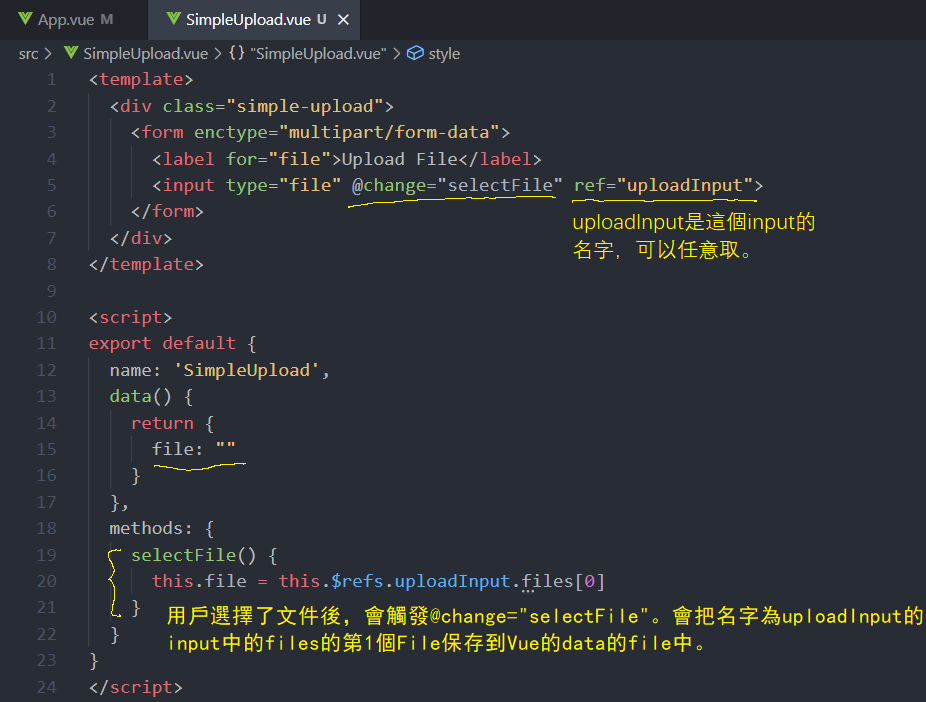 App.vue M SimpleUpload.vue U
src > SimpleUpload.vue > {} "SimpleUpload.vue" > style
1 <template>
2 <div class="simple-upload">
3 <form enctype="multipart/form-data">
4 <label for="file">Upload File</label>
5 <input type="file" @change="selectFile" ref="uploadInput">
6 </form>
uploadInput是這個input的
7 </div>
名字，可以任意取。
8 </template>
9
10 <script>
11 export default {
12 name: 'SimpleUpload',
13 data() {
14 return {
15 file: ""
16 }
17 },
18 methods: {
19 selectFile() {
20 this.file = this.$refs.uploadInput.files[0]
21 }
用戶選擇了文件後，會觸發@change="selectFile"。會把名字為uploadInput的
22 }
input中的files的第1個File保存到Vue的data的file中。
23 }
24 </script>